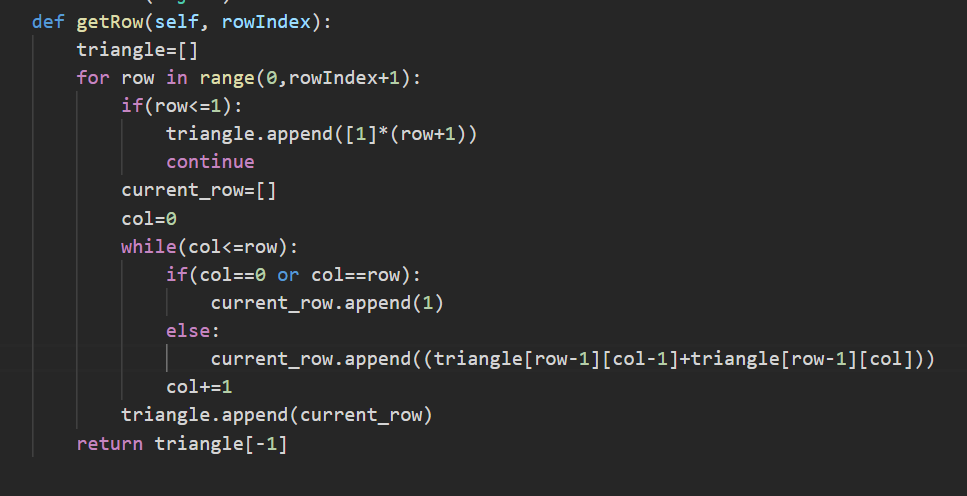 def getRow(self, rowIndex):
    triangle=[]
    for row in range(0,rowIndex+1):
        if(row<=1):
            triangle.append([1]*(row+1))
            continue
        current_row=[]
        col=0
        while(col<=row):
            if(col==0 or col==row):
                current_row.append(1)
            else:
                current_row.append((triangle[row-1][col-1]+triangle[row-1][col]))
            col+=1
        triangle.append(current_row)
    return triangle[-1]